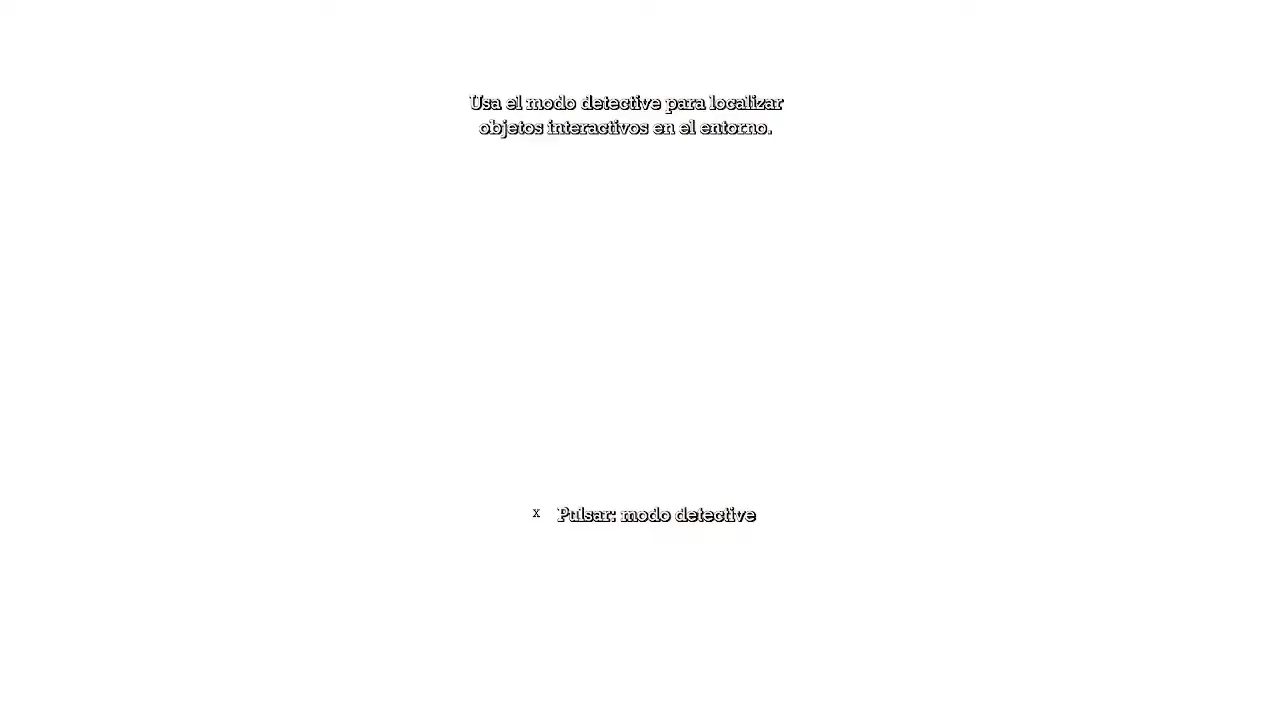 Usa el modo detective para localizar
objetos interactivos en el entorno.
X Pulsar: modo detective